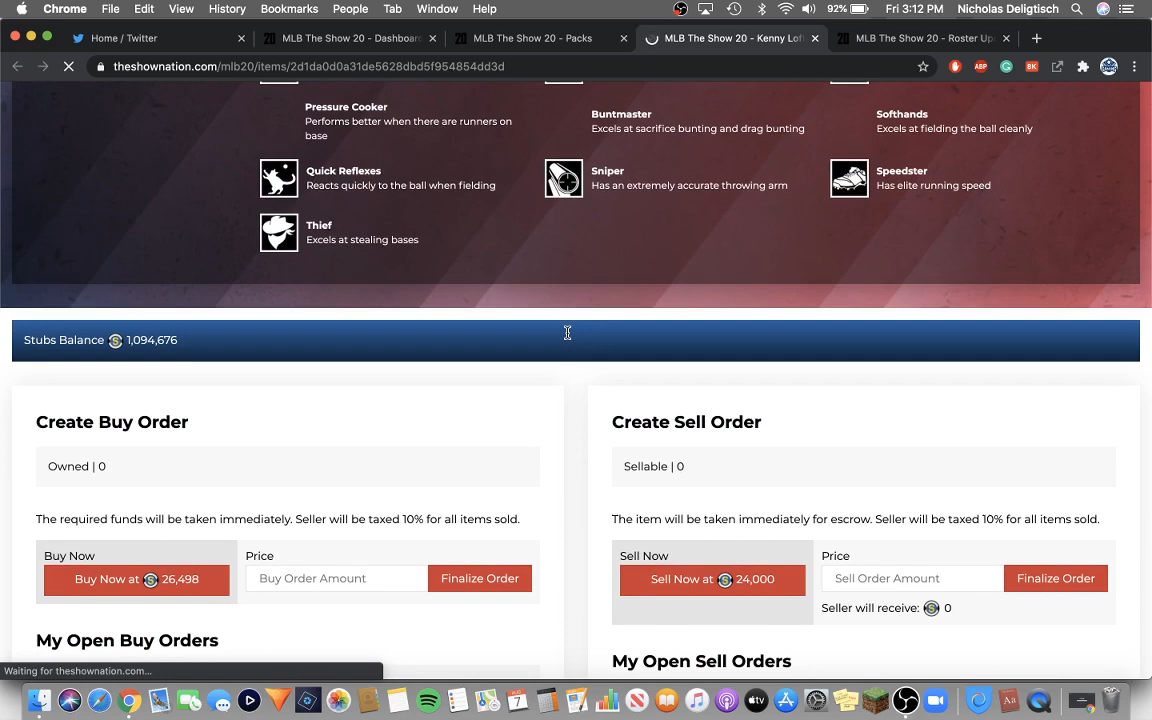 Chrome File Edit View History Bookmarks People Tab Window Help 92% Fri 3:12 PM Nicholas Deligtisch
Home / Twitter MLB The Show 20 - Dashboar MLB The Show 20 - Packs MLB The Show 20 - Kenny Lof MLB The Show 20 - Roster Up
theshownation.com/mlb20/items/2d1da0d0a31de5628dbd5f954854dd3d
Pressure Cooker
Performs better when there are runners on
base
Buntmaster
Excels at sacrifice bunting and drag bunting
Softhands
Excels at fielding the ball cleanly
Quick Reflexes
Reacts quickly to the ball when fielding
Sniper
Has an extremely accurate throwing arm
Speedster
Has elite running speed
Thief
Excels at stealing bases
Stubs Balance 1,094,676
Create Buy Order
Owned | 0
The required funds will be taken immediately. Seller will be taxed 10% for all items sold.
Buy Now
Buy Now at 26,498
Price
Buy Order Amount Finalize Order
My Open Buy Orders
Create Sell Order
Sellable | 0
The item will be taken immediately for escrow. Seller will be taxed 10% for all items sold.
Sell Now
Sell Now at 24,000
Price
Sell Order Amount Finalize Order
Seller will receive: 0
My Open Sell Orders
Waiting for theshownation.com...